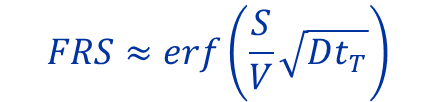 FRS ≈ erf(S/V √(Dt_T))